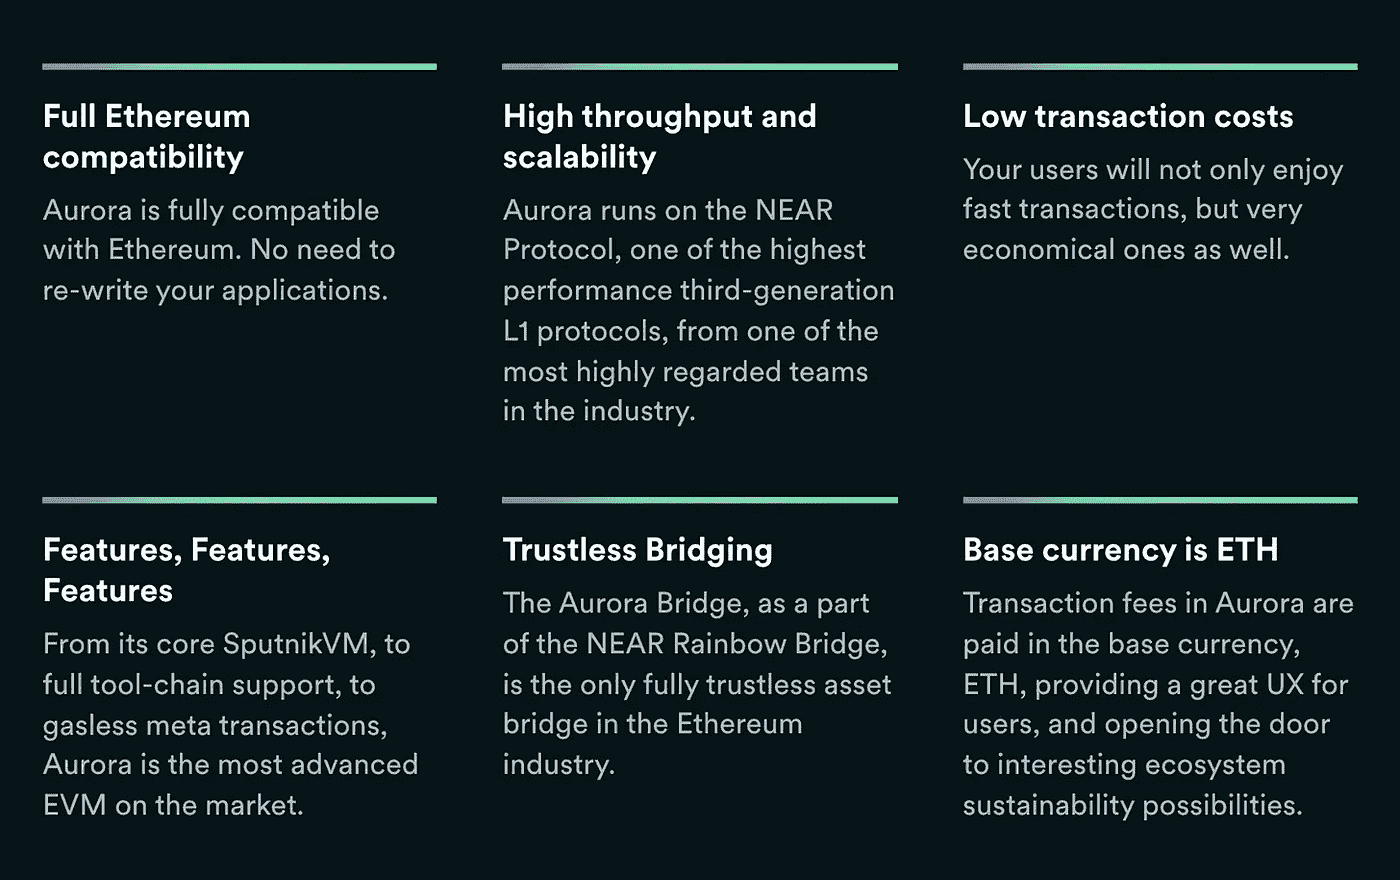 Full Ethereum
compatibility
Aurora is fully compatible
with Ethereum. No need to
re-write your applications.
High throughput and
scalability
Aurora runs on the NEAR
Protocol, one of the highest
performance third-generation
L1 protocols, from one of the
most highly regarded teams
in the industry.
Low transaction costs
Your users will not only enjoy
fast transactions, but very
economical ones as well.
Features, Features,
Features
From its core SputnikVM, to
full tool-chain support, to
gasless meta transactions,
Aurora is the most advanced
EVM on the market.
Trustless Bridging
The Aurora Bridge, as a part
of the NEAR Rainbow Bridge,
is the only fully trustless asset
bridge in the Ethereum
industry.
Base currency is ETH
Transaction fees in Aurora are
paid in the base currency,
ETH, providing a great UX for
users, and opening the door
to interesting ecosystem
sustainability possibilities.